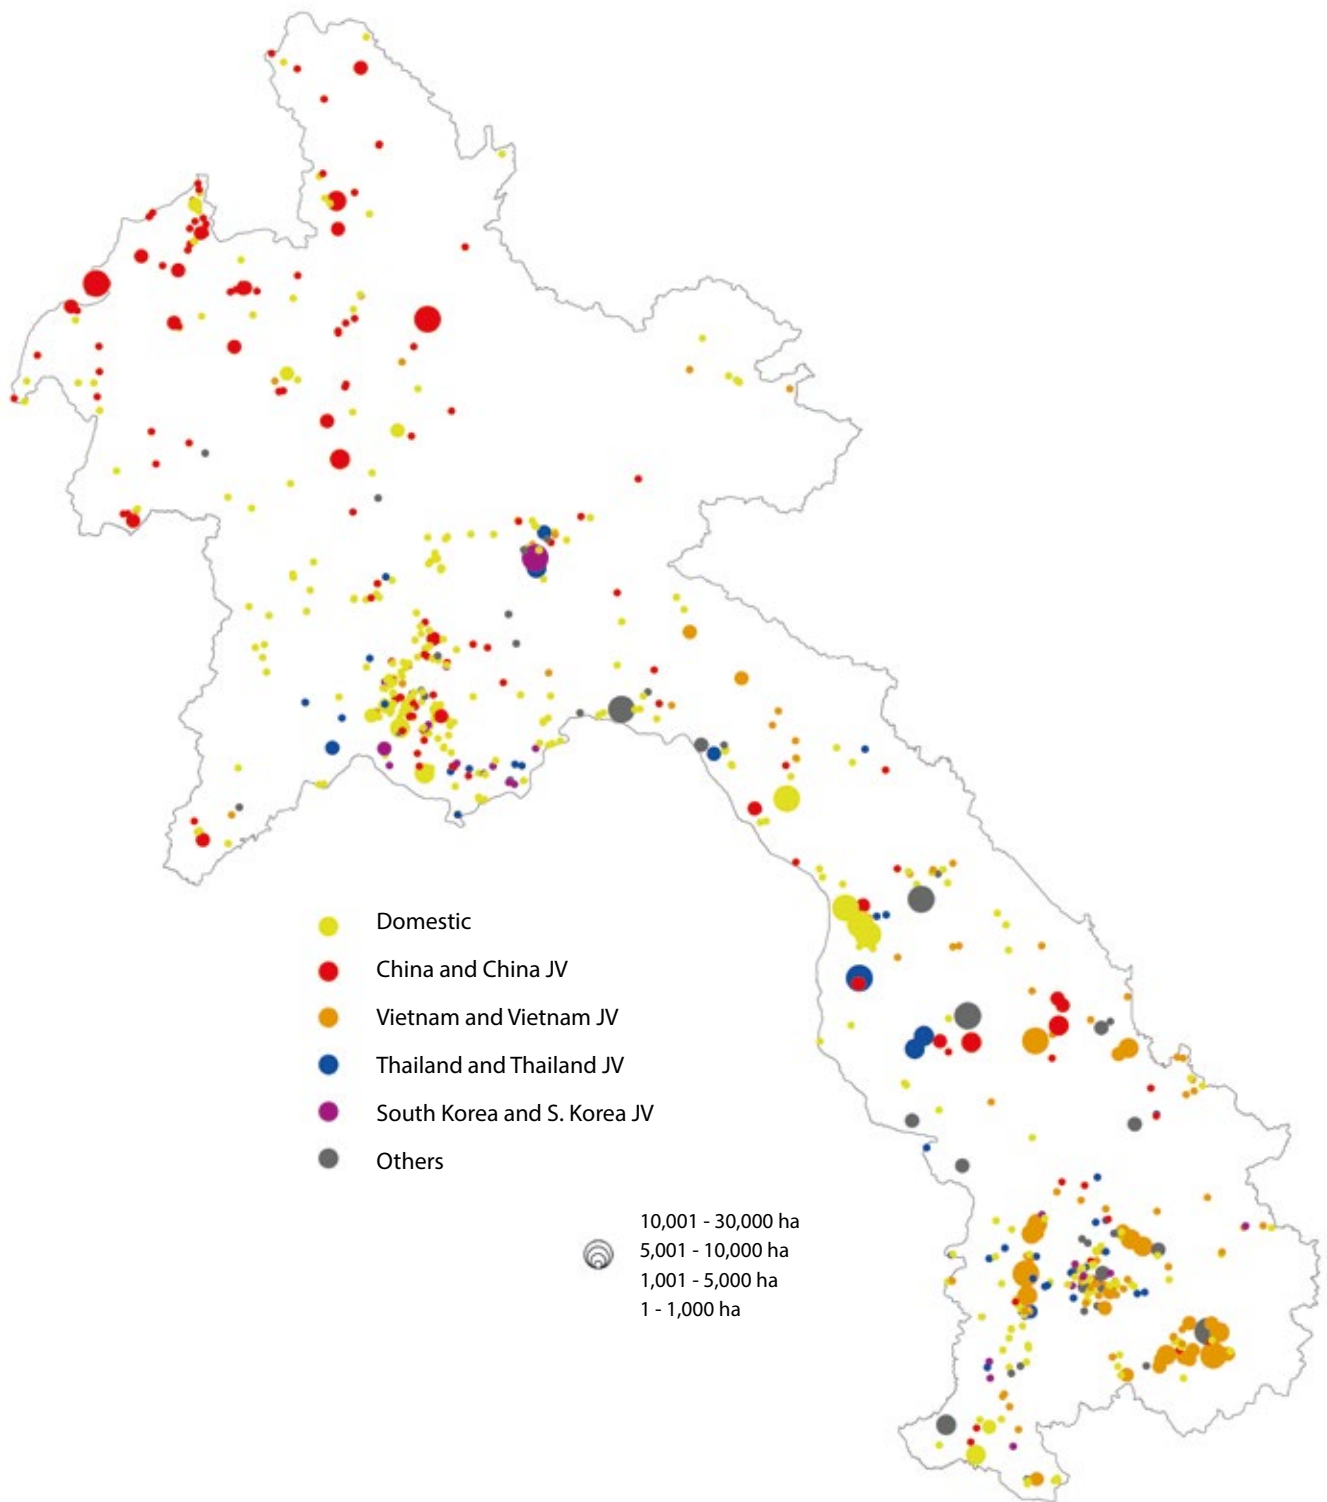 Domestic
China and China JV
Vietnam and Vietnam JV
Thailand and Thailand JV
South Korea and S. Korea JV
Others
10,001 - 30,000 ha
5,001 - 10,000 ha
1,001 - 5,000 ha
1 - 1,000 ha